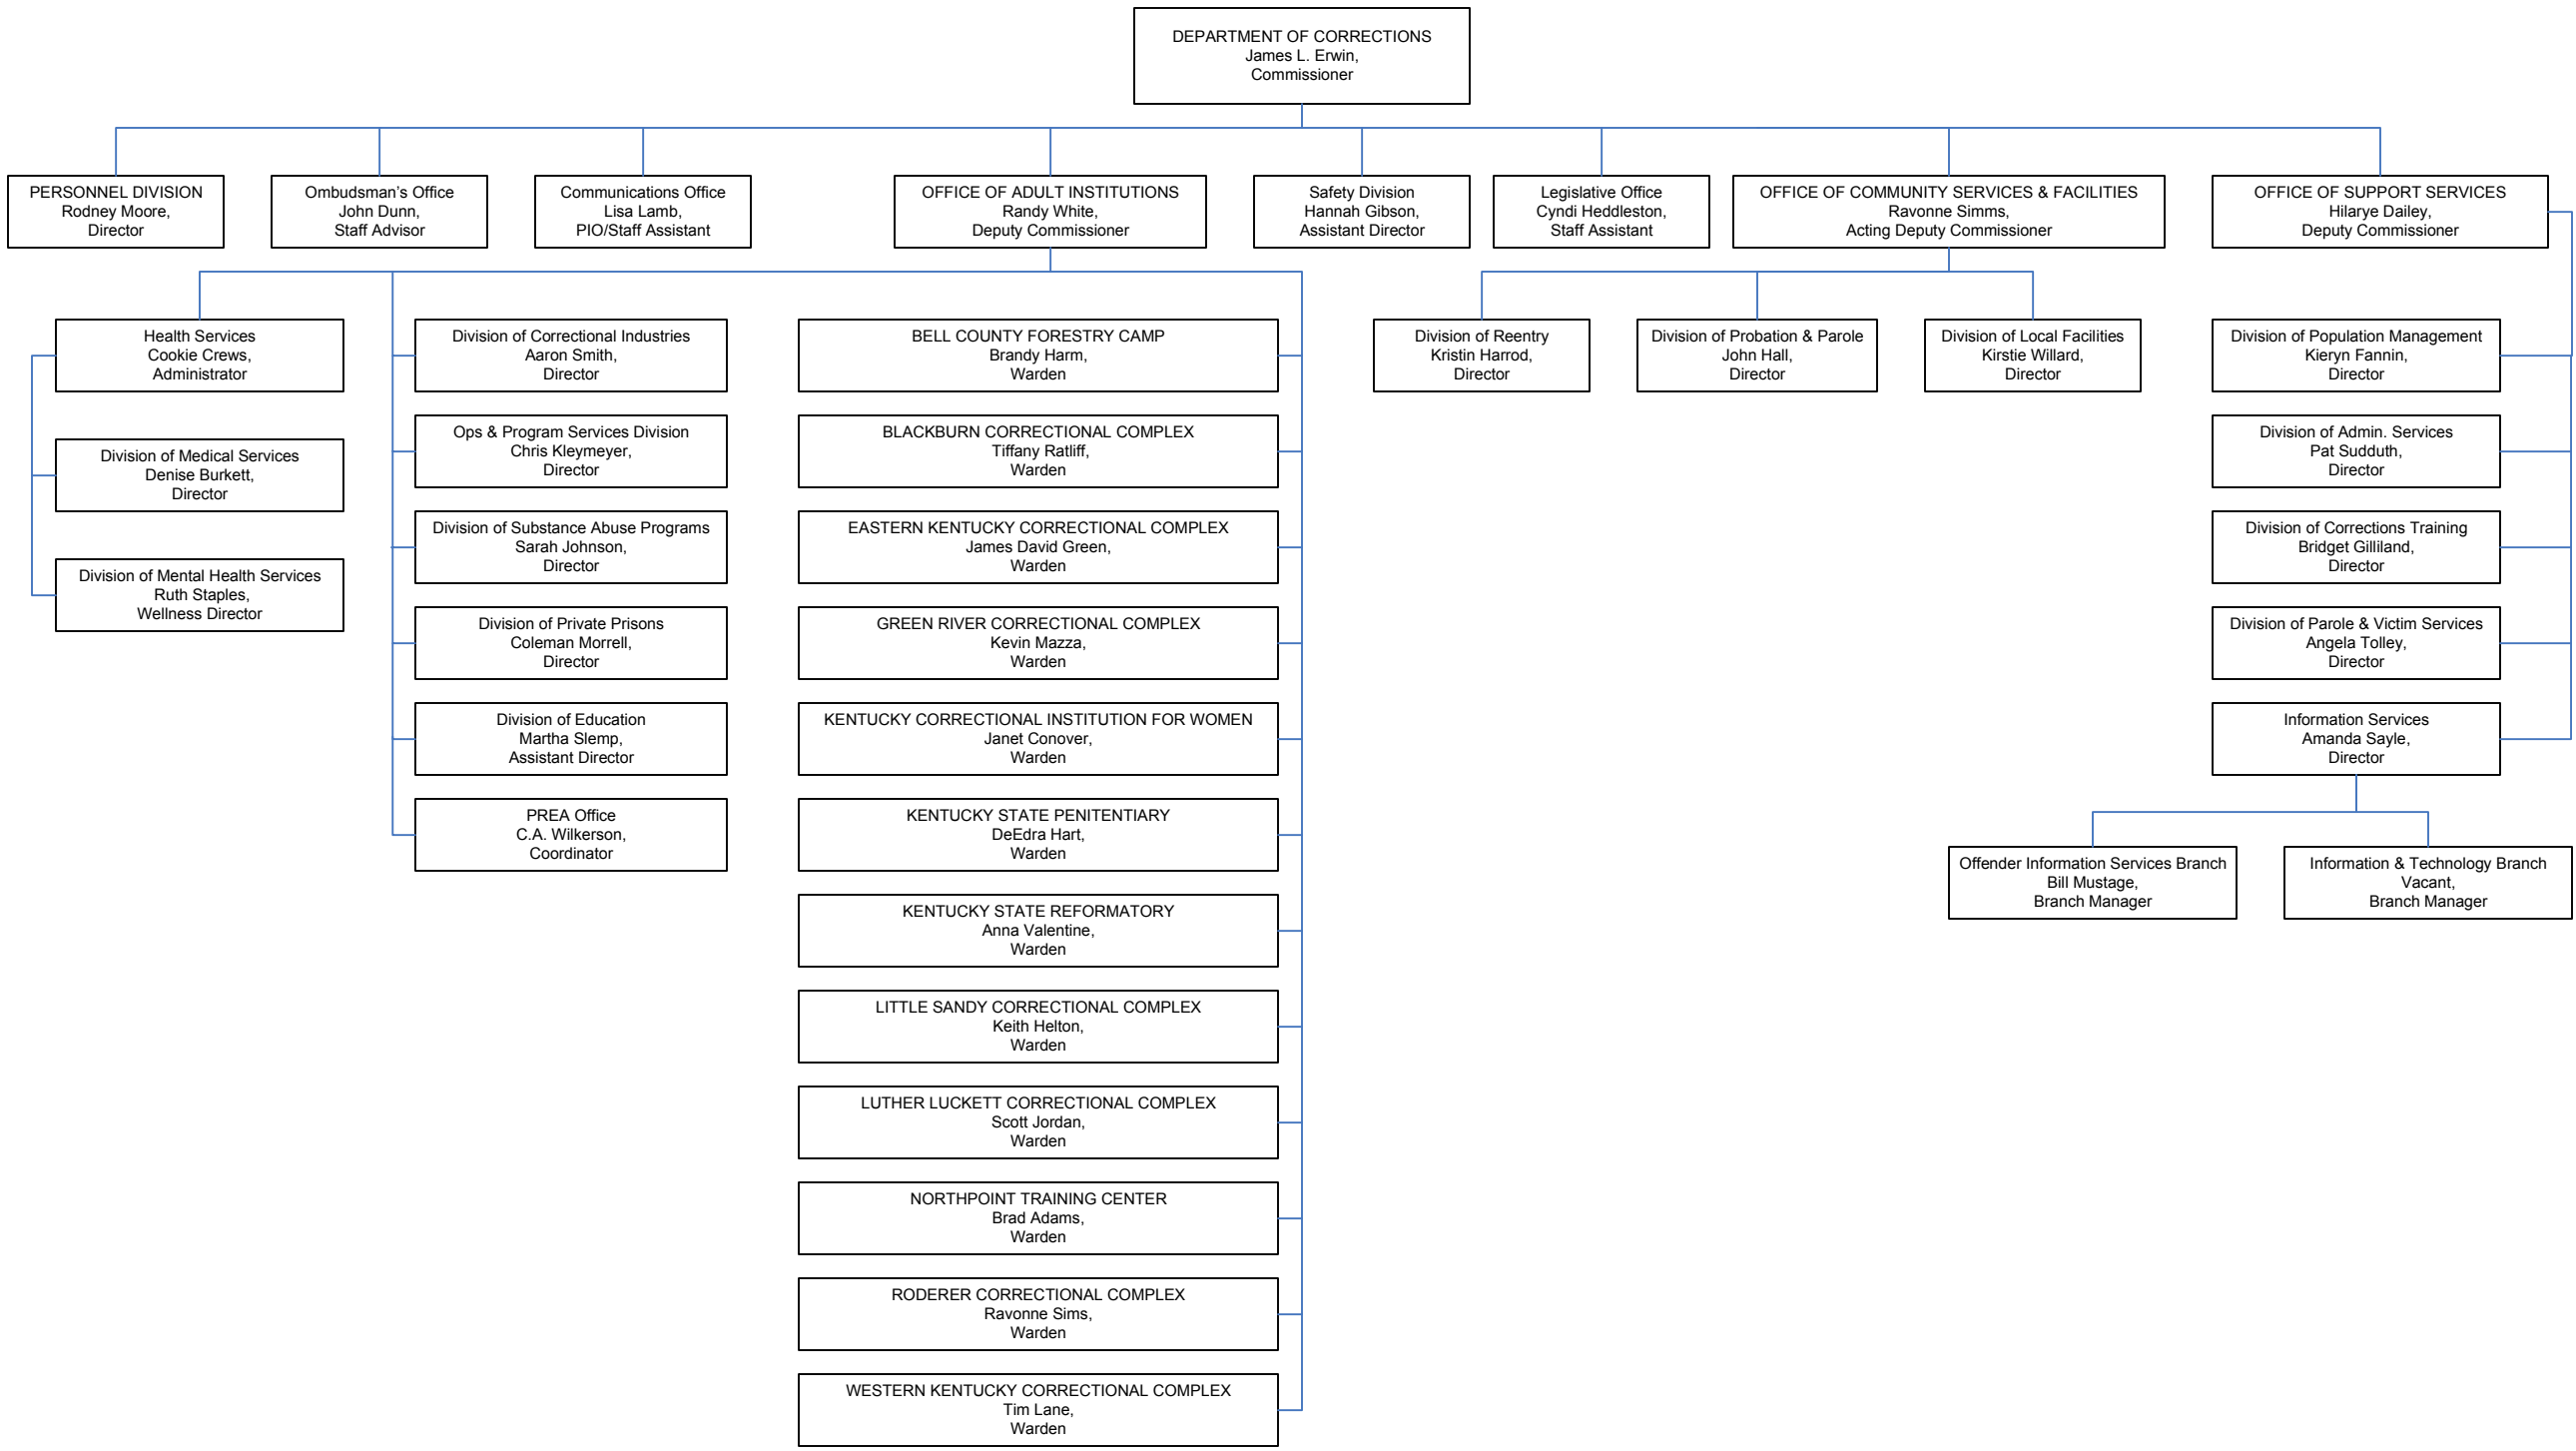 DEPARTMENT OF CORRECTIONS
James L. Erwin,
Commissioner
PERSONNEL DIVISION
Rodney Moore,
Director
Ombudsman's Office
John Dunn,
Staff Advisor
Communications Office
Lisa Lamb,
PIO/Staff Assistant
OFFICE OF ADULT INSTITUTIONS
Randy White,
Deputy Commissioner
Safety Division
Hannah Gibson,
Assistant Director
Legislative Office
Cyndi Heddleston,
Staff Assistant
OFFICE OF COMMUNITY SERVICES & FACILITIES
Ravonne Simms,
Acting Deputy Commissioner
OFFICE OF SUPPORT SERVICES
Hilarye Dailey,
Deputy Commissioner
Health Services
Cookie Crews,
Administrator
Division of Medical Services
Denise Burkett,
Director
Division of Mental Health Services
Ruth Staples,
Wellness Director
Division of Correctional Industries
Aaron Smith,
Director
Ops & Program Services Division
Chris Kleymeyer,
Director
Division of Substance Abuse Programs
Sarah Johnson,
Director
Division of Private Prisons
Coleman Morrell,
Director
Division of Education
Martha Slemp,
Assistant Director
PREA Office
C.A. Wilkerson,
Coordinator
BELL COUNTY FORESTRY CAMP
Brandy Harm,
Warden
BLACKBURN CORRECTIONAL COMPLEX
Tiffany Ratliff,
Warden
EASTERN KENTUCKY CORRECTIONAL COMPLEX
James David Green,
Warden
GREEN RIVER CORRECTIONAL COMPLEX
Kevin Mazza,
Warden
KENTUCKY CORRECTIONAL INSTITUTION FOR WOMEN
Janet Conover,
Warden
KENTUCKY STATE PENITENTIARY
DeEdra Hart,
Warden
KENTUCKY STATE REFORMATORY
Anna Valentine,
Warden
LITTLE SANDY CORRECTIONAL COMPLEX
Keith Helton,
Warden
LUTHER LUCKETT CORRECTIONAL COMPLEX
Scott Jordan,
Warden
NORTHPOINT TRAINING CENTER
Brad Adams,
Warden
RODERER CORRECTIONAL COMPLEX
Ravonne Sims,
Warden
WESTERN KENTUCKY CORRECTIONAL COMPLEX
Tim Lane,
Warden
Division of Reentry
Kristin Harrod,
Director
Division of Probation & Parole
John Hall,
Director
Division of Local Facilities
Kirstie Willard,
Director
Division of Population Management
Kieryn Fannin,
Director
Division of Admin. Services
Pat Sudduth,
Director
Division of Corrections Training
Bridget Gilliland,
Director
Division of Parole & Victim Services
Angela Tolley,
Director
Information Services
Amanda Sayle,
Director
Offender Information Services Branch
Bill Mustage,
Branch Manager
Information & Technology Branch
Vacant,
Branch Manager